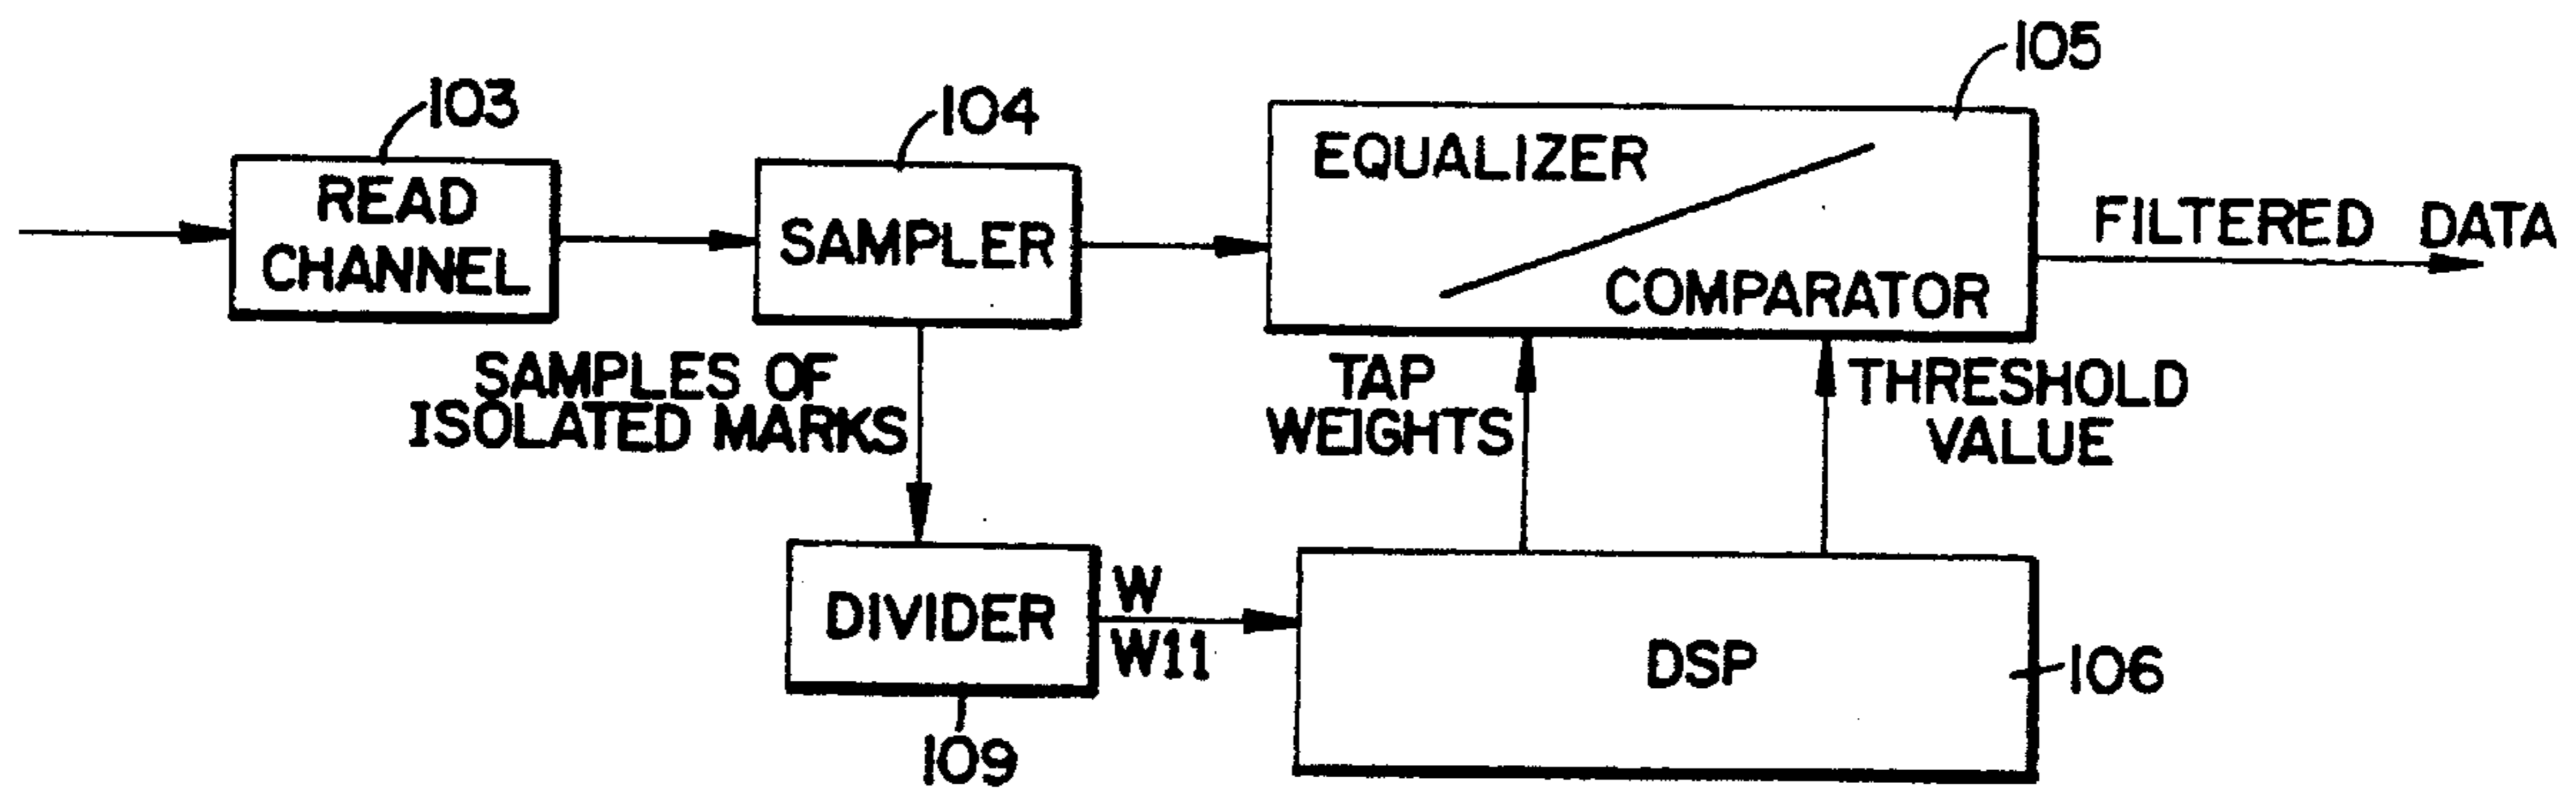 103
READ
CHANNEL
104
SAMPLER
105
EQUALIZER
COMPARATOR
FILTERED DATA
SAMPLES OF
ISOLATED MARKS
TAP
WEIGHTS
THRESHOLD
VALUE
DIVIDER
109
W
W11
DSP
106